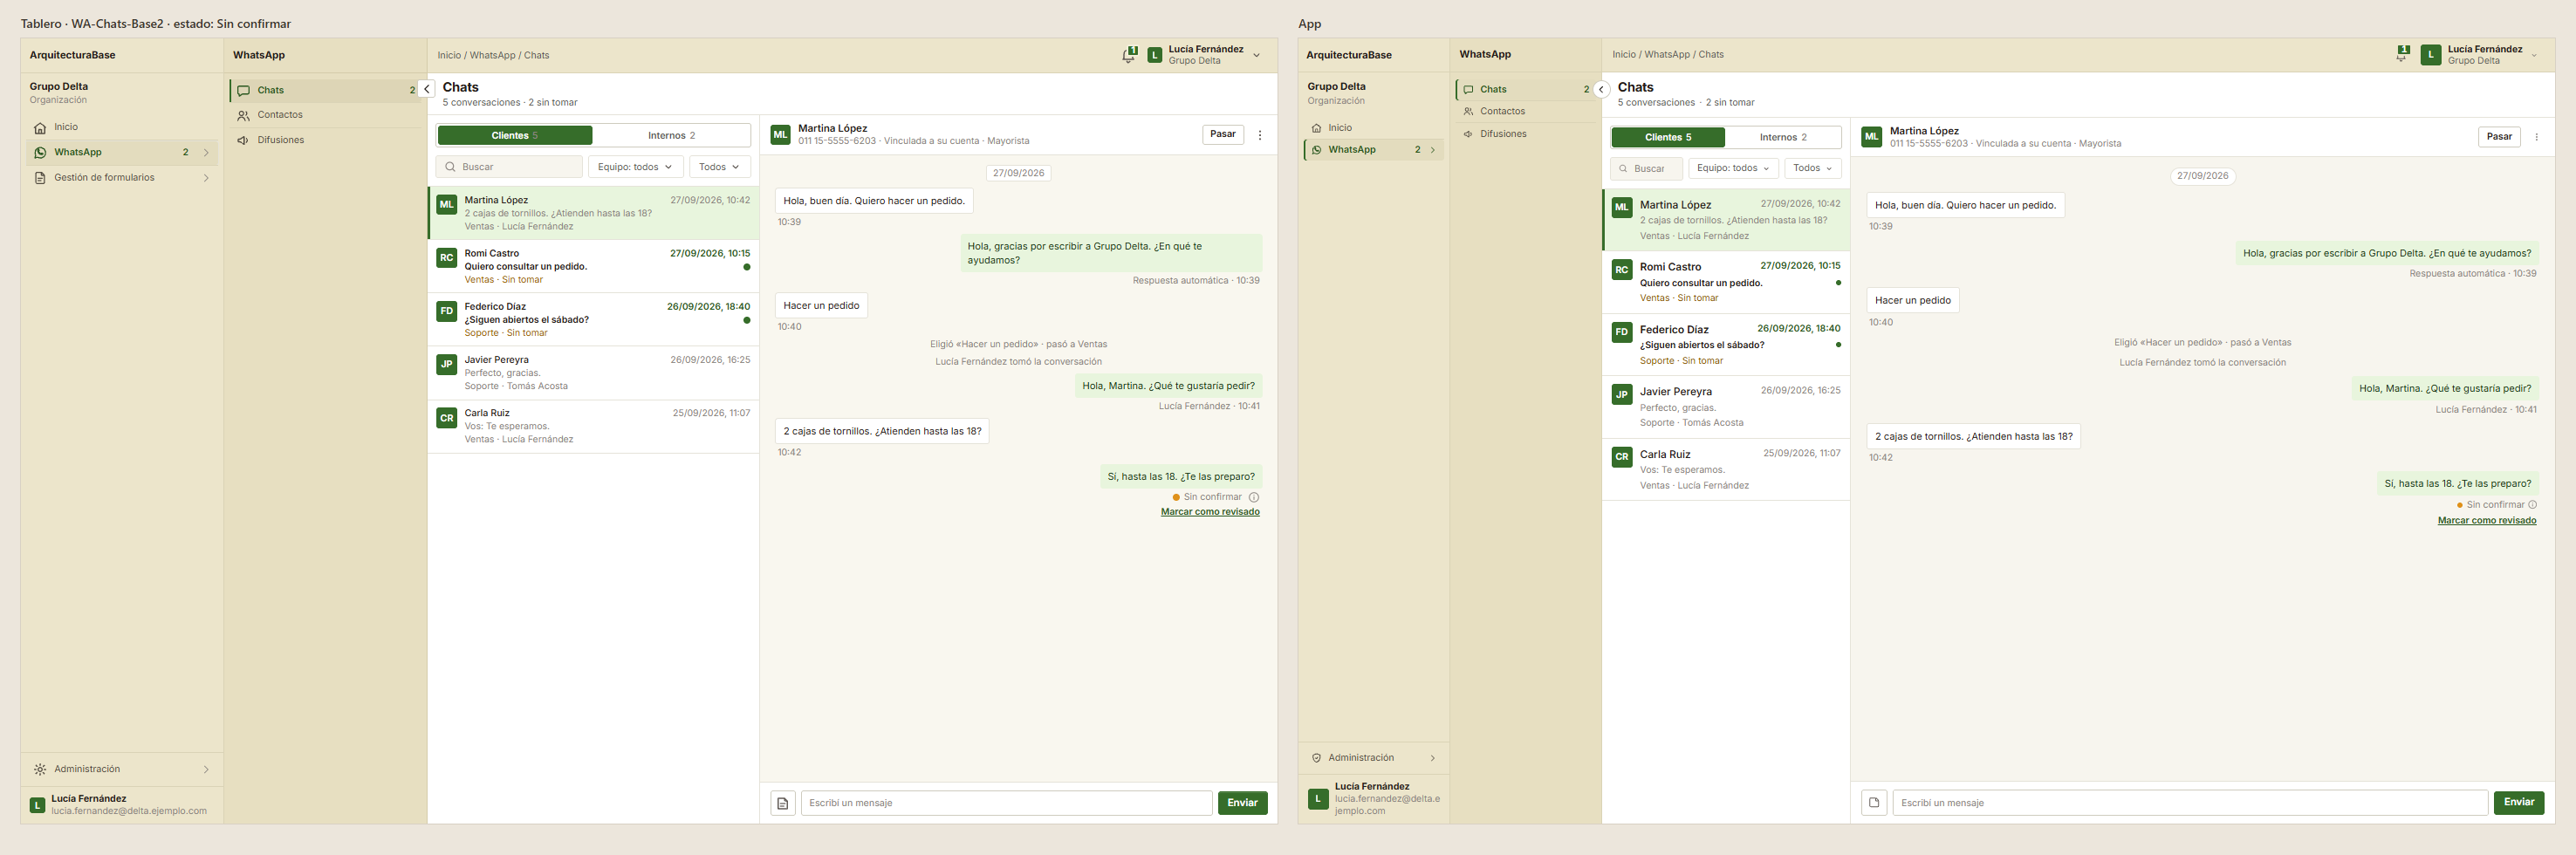 Tablero · WA-Chats-Base2 · estado: Sin confirmar
ArquitecturaBase
Grupo Delta
Organización
Inicio
WhatsApp 2
Gestión de formularios
Administración
L
Lucía Fernández
lucia.fernandez@delta.ejemplo.com
WhatsApp
Chats 2
Contactos
Difusiones
Inicio / WhatsApp / Chats
1
L
Lucía Fernández
Grupo Delta
Chats
5 conversaciones · 2 sin tomar
Clientes 5
Internos 2
Buscar
Equipo: todos
Todos
ML
Martina López 27/09/2026, 10:42
2 cajas de tornillos. ¿Atienden hasta las 18?
Ventas · Lucía Fernández
RC
Romi Castro 27/09/2026, 10:15
Quiero consultar un pedido.
Ventas · Sin tomar
FD
Federico Díaz 26/09/2026, 18:40
¿Siguen abiertos el sábado?
Soporte · Sin tomar
JP
Javier Pereyra 26/09/2026, 16:25
Perfecto, gracias.
Soporte · Tomás Acosta
CR
Carla Ruiz 25/09/2026, 11:07
Vos: Te esperamos.
Ventas · Lucía Fernández
ML
Martina López
011 15-5555-6203 · Vinculada a su cuenta · Mayorista
Pasar
27/09/2026
Hola, buen día. Quiero hacer un pedido.
10:39
Hola, gracias por escribir a Grupo Delta. ¿En qué te
ayudamos?
Respuesta automática · 10:39
Hacer un pedido
10:40
Eligió «Hacer un pedido» · pasó a Ventas
Lucía Fernández tomó la conversación
Hola, Martina. ¿Qué te gustaría pedir?
Lucía Fernández · 10:41
2 cajas de tornillos. ¿Atienden hasta las 18?
10:42
Sí, hasta las 18. ¿Te las preparo?
Sin confirmar
Marcar como revisado
Escribí un mensaje
Enviar
App
ArquitecturaBase
Grupo Delta
Organización
Inicio
WhatsApp 2
Administración
L
Lucía Fernández
lucia.fernandez@delta.e
jemplo.com
WhatsApp
Chats 2
Contactos
Difusiones
Inicio / WhatsApp / Chats
1
L
Lucía Fernández
Grupo Delta
Chats
5 conversaciones · 2 sin tomar
Clientes 5
Internos 2
Buscar
Equipo: todos
Todos
ML
Martina López 27/09/2026, 10:42
2 cajas de tornillos. ¿Atienden hasta las 18?
Ventas · Lucía Fernández
RC
Romi Castro 27/09/2026, 10:15
Quiero consultar un pedido.
Ventas · Sin tomar
FD
Federico Díaz 26/09/2026, 18:40
¿Siguen abiertos el sábado?
Soporte · Sin tomar
JP
Javier Pereyra 26/09/2026, 16:25
Perfecto, gracias.
Soporte · Tomás Acosta
CR
Carla Ruiz 25/09/2026, 11:07
Vos: Te esperamos.
Ventas · Lucía Fernández
ML
Martina López
011 15-5555-6203 · Vinculada a su cuenta · Mayorista
Pasar
27/09/2026
Hola, buen día. Quiero hacer un pedido.
10:39
Hola, gracias por escribir a Grupo Delta. ¿En qué te ayudamos?
Respuesta automática · 10:39
Hacer un pedido
10:40
Eligió «Hacer un pedido» · pasó a Ventas
Lucía Fernández tomó la conversación
Hola, Martina. ¿Qué te gustaría pedir?
Lucía Fernández · 10:41
2 cajas de tornillos. ¿Atienden hasta las 18?
10:42
Sí, hasta las 18. ¿Te las preparo?
Sin confirmar
Marcar como revisado
Escribí un mensaje
Enviar